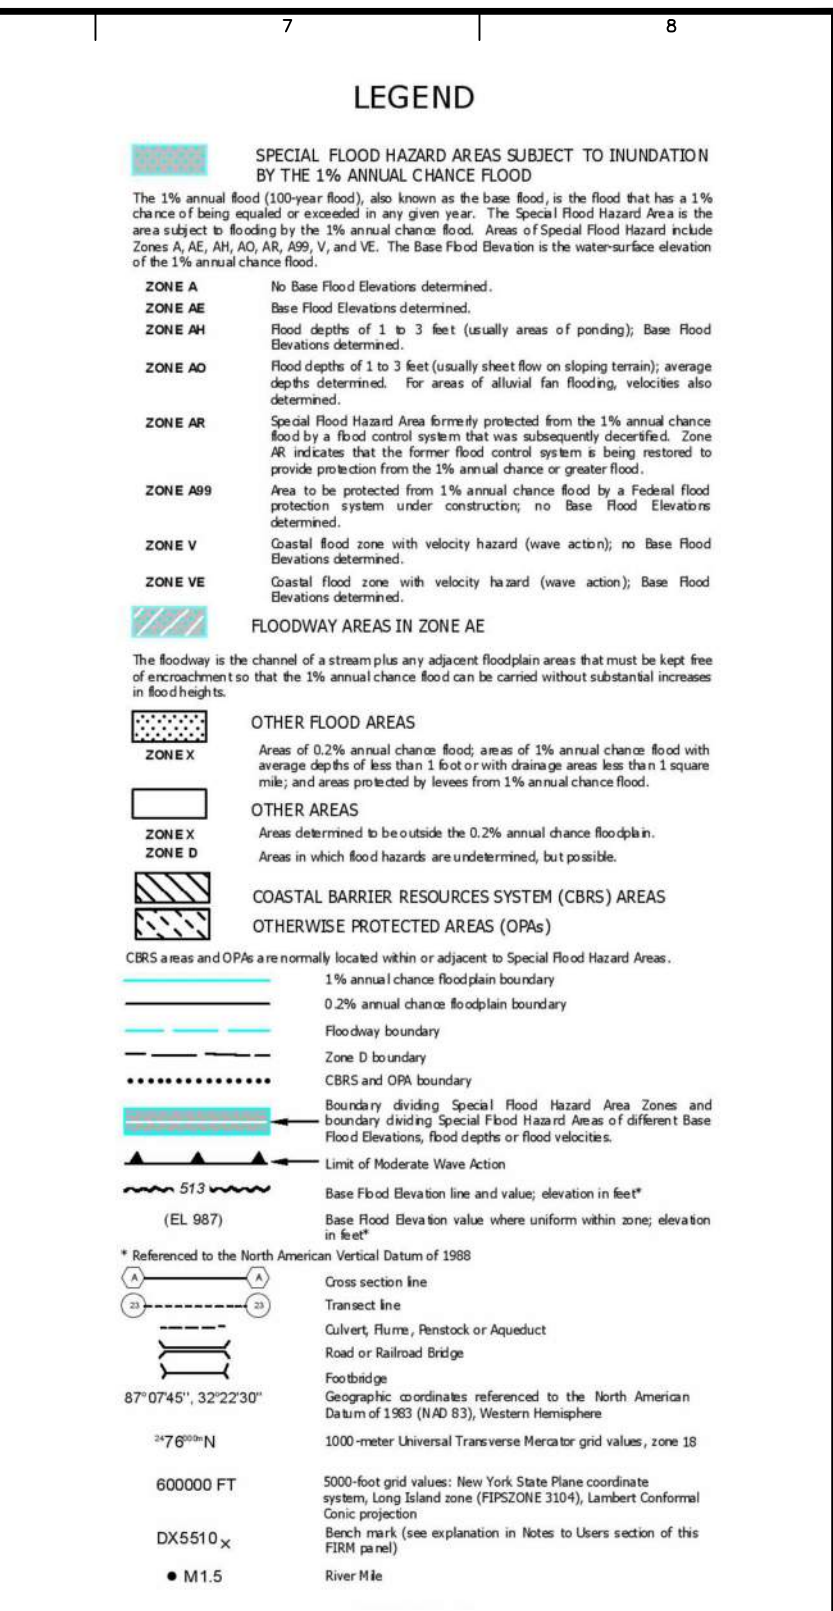 7 8
LEGEND
SPECIAL FLOOD HAZARD AREAS SUBJECT TO INUNDATION
BY THE 1% ANNUAL CHANCE FLOOD
The 1% annual flood (100-year flood), also known as the base flood, is the flood that has a 1%
chance of being equaled or exceeded in any given year. The Special Flood Hazard Area is the
area subject to flooding by the 1% annual chance flood. Areas of Special Flood Hazard include
Zones A, AE, AH, AO, AR, A99, V, and VE. The Base Flood Elevation is the water-surface elevation
of the 1% annual chance flood.
ZONE A No Base Flood Elevations determined.
ZONE AE Base Flood Elevations determined.
ZONE AH Flood depths of 1 to 3 feet (usually areas of ponding); Base Flood
Elevations determined.
ZONE AO Flood depths of 1 to 3 feet (usually sheet flow on sloping terrain); average
depths determined. For areas of alluvial fan flooding, velocities also
determined.
ZONE AR Special Flood Hazard Area formerly protected from the 1% annual chance
flood by a flood control system that was subsequently decertified. Zone
AR indicates that the former flood control system is being restored to
provide protection from the 1% annual chance or greater flood.
ZONE A99 Area to be protected from 1% annual chance flood by a Federal flood
protection system under construction; no Base Flood Elevations
determined.
ZONE V Coastal flood zone with velocity hazard (wave action); no Base Flood
Elevations determined.
ZONE VE Coastal flood zone with velocity hazard (wave action); Base Flood
Elevations determined.
FLOODWAY AREAS IN ZONE AE
The floodway is the channel of a stream plus any adjacent floodplain areas that must be kept free
of encroachment so that the 1% annual chance flood can be carried without substantial increases
in flood heights.
OTHER FLOOD AREAS
ZONE X Areas of 0.2% annual chance flood; areas of 1% annual chance flood with
average depths of less than 1 foot or with drainage areas less than 1 square
mile; and areas protected by levees from 1% annual chance flood.
OTHER AREAS
ZONE X Areas determined to be outside the 0.2% annual chance floodplain.
ZONE D Areas in which flood hazards are undetermined, but possible.
COASTAL BARRIER RESOURCES SYSTEM (CBRS) AREAS
OTHERWISE PROTECTED AREAS (OPAs)
CBRS areas and OPAs are normally located within or adjacent to Special Flood Hazard Areas.
1% annual chance floodplain boundary
0.2% annual chance floodplain boundary
Floodway boundary
Zone D boundary
CBRS and OPA boundary
Boundary dividing Special Flood Hazard Area Zones and
boundary dividing Special Flood Hazard Areas of different Base
Flood Elevations, flood depths or flood velocities.
Limit of Moderate Wave Action
513 Base Flood Elevation line and value; elevation in feet*
(EL 987) Base Flood Elevation value where uniform within zone; elevation
in feet*
* Referenced to the North American Vertical Datum of 1988
A A Cross section line
23 23 Transect line
Culvert, Flume, Penstock or Aqueduct
Road or Railroad Bridge
Footbridge
87°07'45", 32°22'30" Geographic coordinates referenced to the North American
Datum of 1983 (NAD 83), Western Hemisphere
²⁴76⁰⁰⁰ᵐN 1000-meter Universal Transverse Mercator grid values, zone 18
600000 FT 5000-foot grid values: New York State Plane coordinate
system, Long Island zone (FIPSZONE 3104), Lambert Conformal
Conic projection
DX5510 x Bench mark (see explanation in Notes to Users section of this
FIRM panel)
● M1.5 River Mile